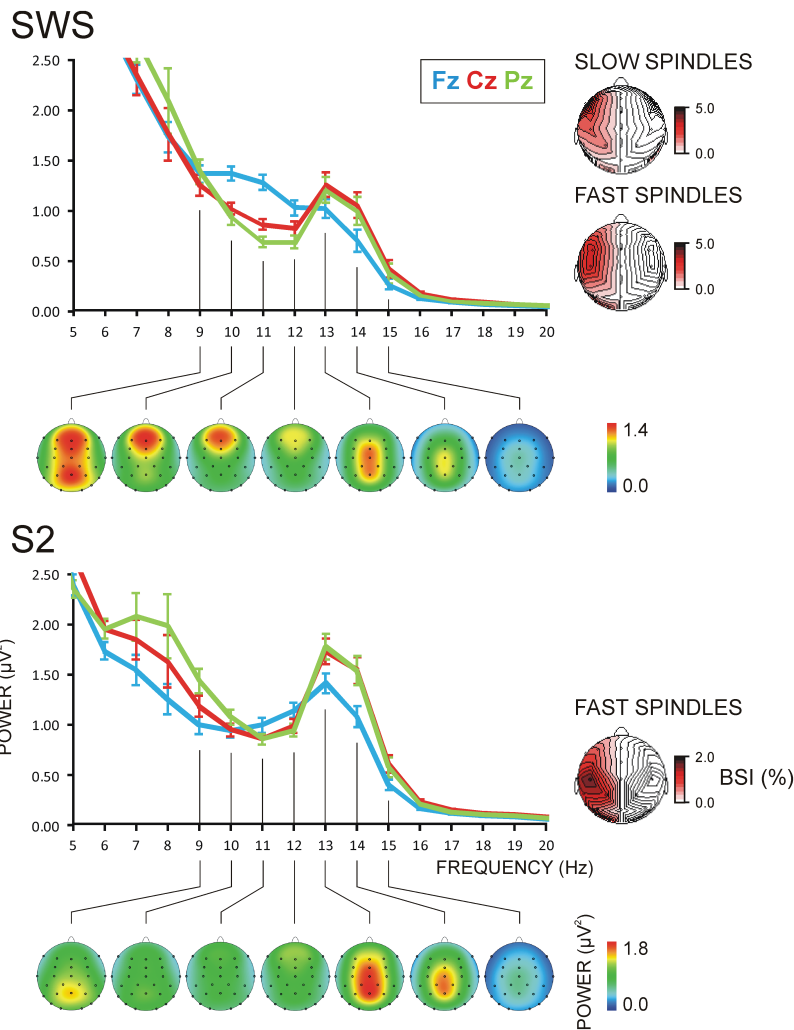 SWS
2.50
2.00
1.50
1.00
0.50
0.00
5 6 7 8 9 10 11 12 13 14 15 16 17 18 19 20
Fz Cz Pz
SLOW SPINDLES
5.0
0.0
FAST SPINDLES
5.0
0.0
1.4
0.0
S2
2.50
2.00
1.50
1.00
0.50
0.00
POWER (µV²)
5 6 7 8 9 10 11 12 13 14 15 16 17 18 19 20
FREQUENCY (Hz)
FAST SPINDLES
2.0
0.0
BSI (%)
POWER (µV²)
1.8
0.0